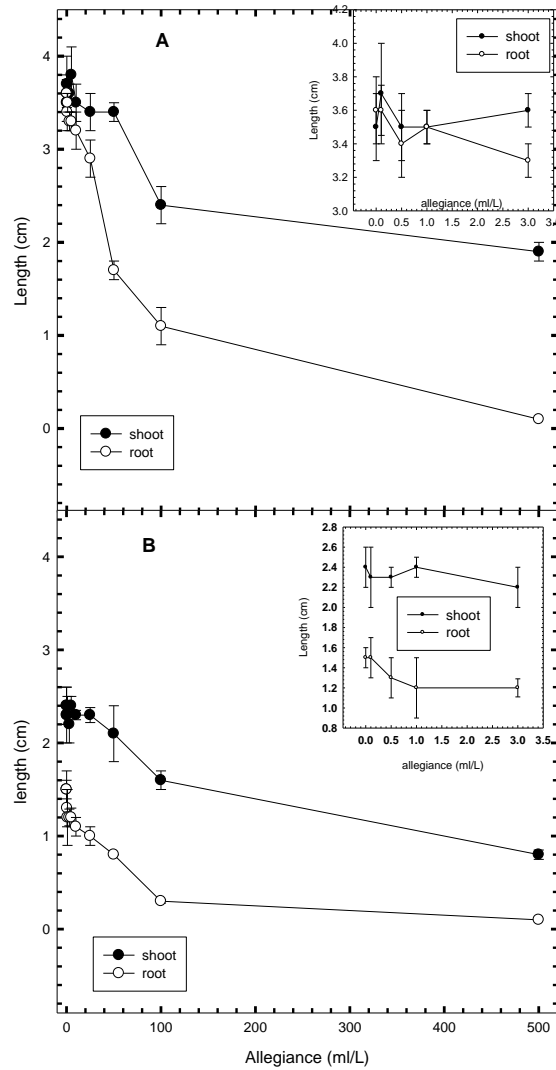 A
Length (cm)
4
3
2
1
0
shoot
root
Length (cm)
4.2
4.0
3.8
3.6
3.4
3.2
3.0
shoot
root
allegiance (ml/L)
0.0 0.5 1.0 1.5 2.0 2.5 3.0
B
length (cm)
4
3
2
1
0
shoot
root
Length (cm)
2.8
2.6
2.4
2.2
2.0
1.8
1.6
1.4
1.2
1.0
0.8
shoot
root
0.0 0.5 1.0 1.5 2.0 2.5 3.0 3.5
allegiance (ml/L)
0 100 200 300 400 500
Allegiance (ml/L)